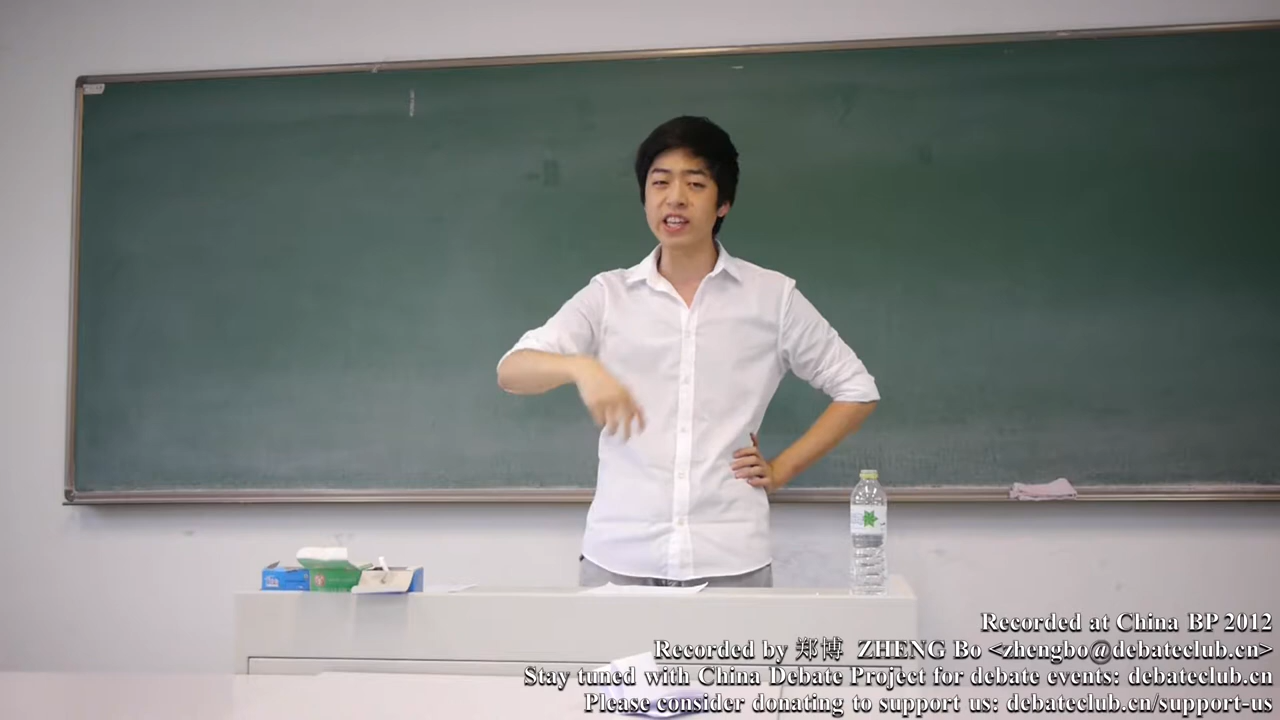 Recorded at China BP 2012
Recorded by 郑博 ZHENG Bo <zhengbo@debateclub.cn>
Stay tuned with China Debate Project for debate events: debateclub.cn
Please consider donating to support us: debateclub.cn/support-us